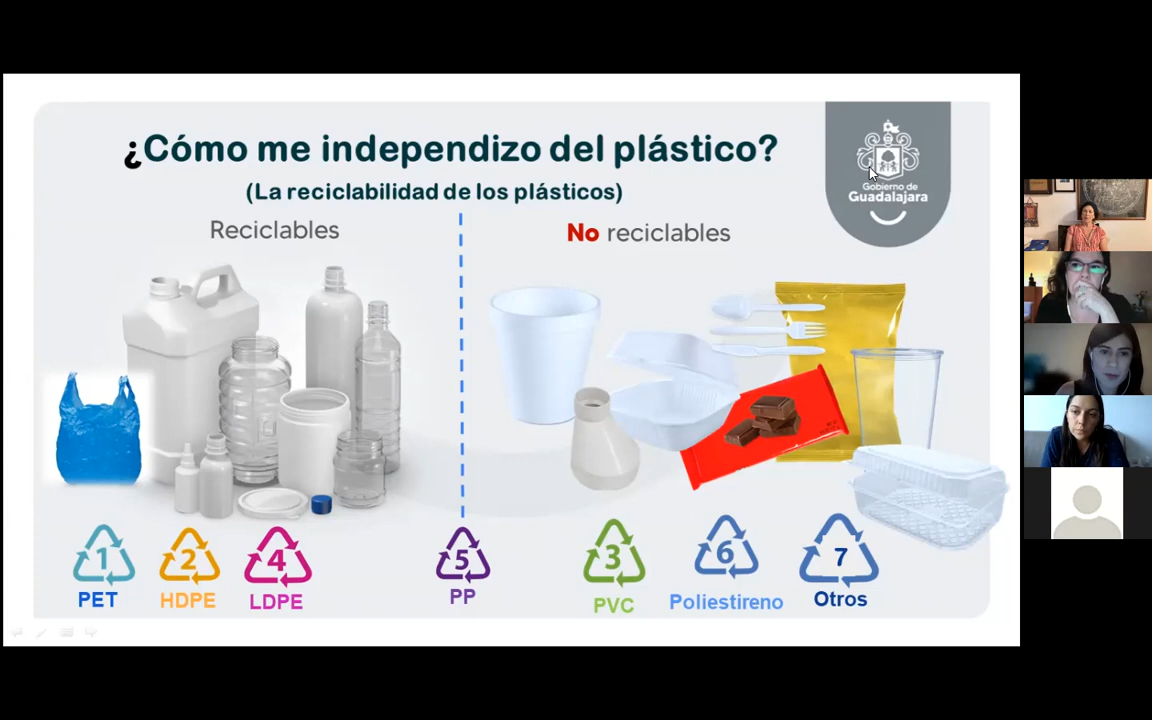 ¿Cómo me independizo del plástico?
(La reciclabilidad de los plásticos)
Gobierno de
Guadalajara
Reciclables
No reciclables
1
PET
2
HDPE
4
LDPE
5
PP
3
PVC
6
Poliestireno
7
Otros